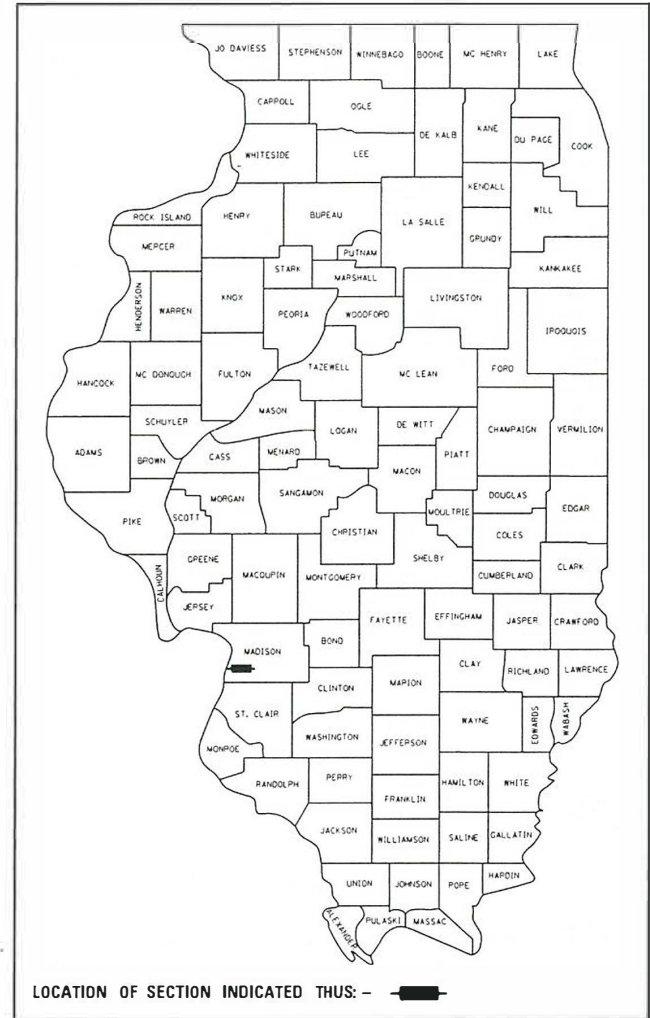 JO DAVIESS STEPHENSON WINNEBAGO BOONE MC HENRY LAKE
CARROLL OGLE
DE KALB KANE DU PAGE COOK
WHITESIDE LEE
KENDALL WILL
ROCK ISLAND HENRY BUREAU LA SALLE
GRUNDY
MERCER PUTNAM
STARK MARSHALL KANKAKEE
HENDERSON WARREN KNOX PEORIA WOODFORD LIVINGSTON IROQUOIS
HANCOCK MC DONOUGH FULTON TAZEWELL MC LEAN FORD
MASON
SCHUYLER LOGAN DE WITT CHAMPAIGN VERMILION
ADAMS BROWN CASS MENARD MACON PIATT
PIKE SCOTT MORGAN SANGAMON CHRISTIAN MOULTRIE DOUGLAS EDGAR
COLES
CALHOUN GREENE MACOUPIN MONTGOMERY SHELBY CUMBERLAND CLARK
JERSEY FAYETTE EFFINGHAM JASPER CRAWFORD
MADISON BOND CLAY RICHLAND LAWRENCE
CLINTON MARION
ST. CLAIR WAYNE EDWARDS WABASH
MONROE WASHINGTON JEFFERSON
RANDOLPH PERRY HAMILTON WHITE
FRANKLIN
JACKSON WILLIAMSON SALINE GALLATIN
UNION JOHNSON POPE HARDIN
ALEXANDER PULASKI MASSAC
LOCATION OF SECTION INDICATED THUS: -